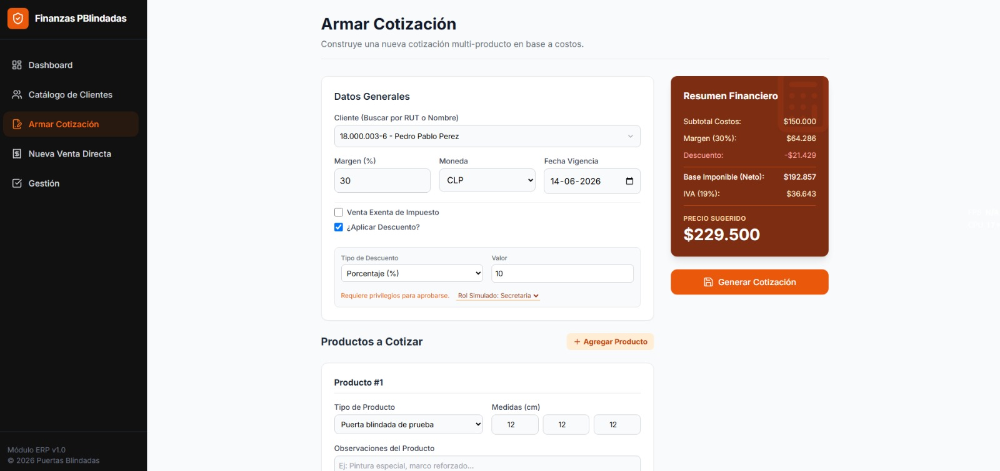 Finanzas PBlindadas
Dashboard
Catálogo de Clientes
Armar Cotización
Nueva Venta Directa
Gestión
Módulo ERP v1.0
© 2026 Puertas Blindadas
Armar Cotización
Construye una nueva cotización multi-producto en base a costos.
Datos Generales
Cliente (Buscar por RUT o Nombre)
18.000.003-6 - Pedro Pablo Perez
Margen (%) Moneda Fecha Vigencia
30 CLP 14-06-2026
Venta Exenta de Impuesto
¿Aplicar Descuento?
Tipo de Descuento Valor
Porcentaje (%) 10
Requiere privilegios para aprobarse. Rol Simulado: Secretaria
Productos a Cotizar + Agregar Producto
Producto #1
Tipo de Producto Medidas (cm)
Puerta blindada de prueba 12 12 12
Observaciones del Producto
Ej: Pintura especial, marco reforzado...
Resumen Financiero
Subtotal Costos: $150.000
Margen (30%): $64.286
Descuento: -$21.429
Base Imponible (Neto): $192.857
IVA (19%): $36.643
PRECIO SUGERIDO
$229.500
Generar Cotización